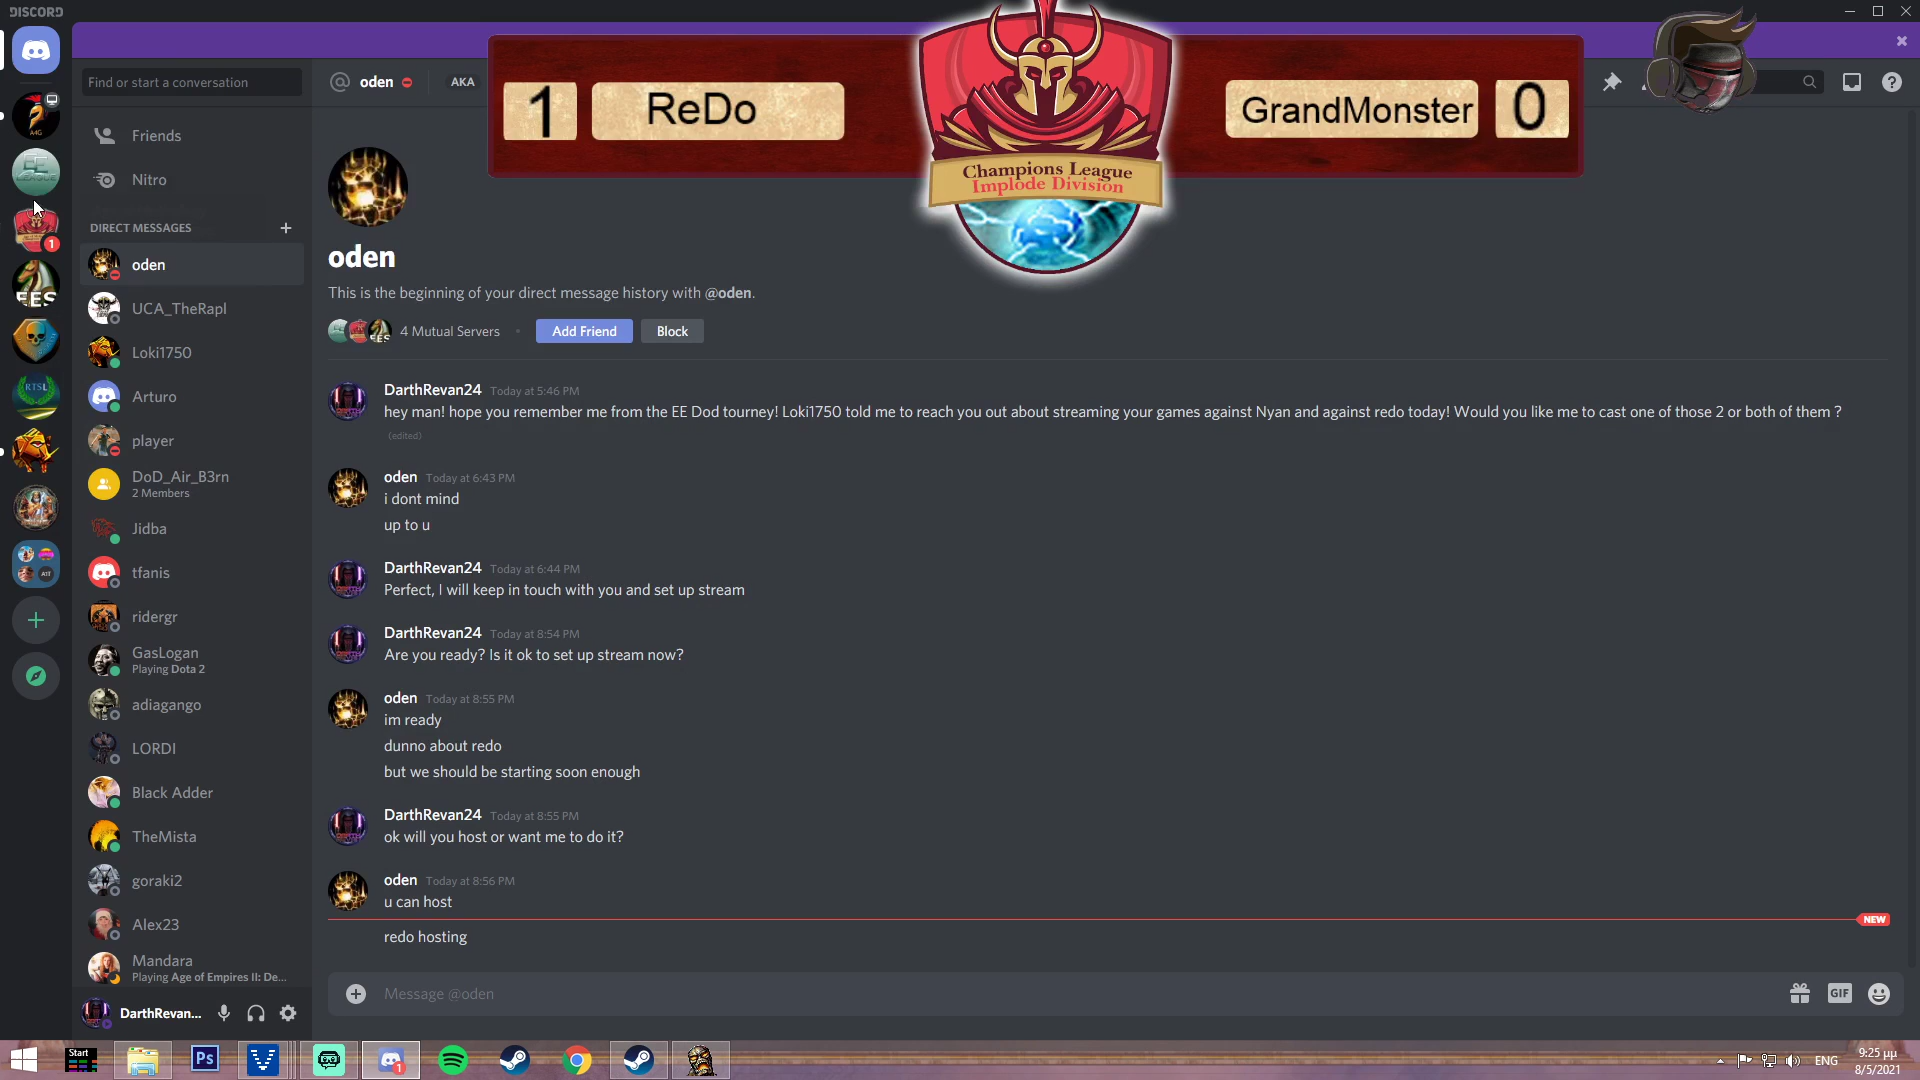 DISCORD
Find or start a conversation
oden
AKA
1
ReDo
GrandMonster
0
Champions League
Implode Division
A4G
EE
LEAGUE
1
EES
RTSL
Friends
Nitro
DIRECT MESSAGES
oden
UCA_TheRapl
Loki1750
Arturo
player
DoD_Air_B3rn
2 Members
Jidba
tfanis
ridergr
GasLogan
Playing Dota 2
adiagango
LORDI
Black Adder
TheMista
goraki2
Alex23
Mandara
Playing Age of Empires II: De...
DarthRevan...
oden
This is the beginning of your direct message history with @oden.
EES
4 Mutual Servers
Add Friend
Block
DarthRevan24 Today at 5:46 PM
hey man! hope you remember me from the EE Dod tourney! Loki1750 told me to reach you out about streaming your games against Nyan and against redo today! Would you like me to cast one of those 2 or both of them ?
(edited)
oden Today at 6:43 PM
i dont mind
up to u
DarthRevan24 Today at 6:44 PM
Perfect, I will keep in touch with you and set up stream
DarthRevan24 Today at 8:54 PM
Are you ready? Is it ok to set up stream now?
oden Today at 8:55 PM
im ready
dunno about redo
but we should be starting soon enough
DarthRevan24 Today at 8:55 PM
ok will you host or want me to do it?
oden Today at 8:56 PM
u can host
NEW
redo hosting
Message @oden
GIF
Start
Ps
1
ENG
9:25 μμ
8/5/2021